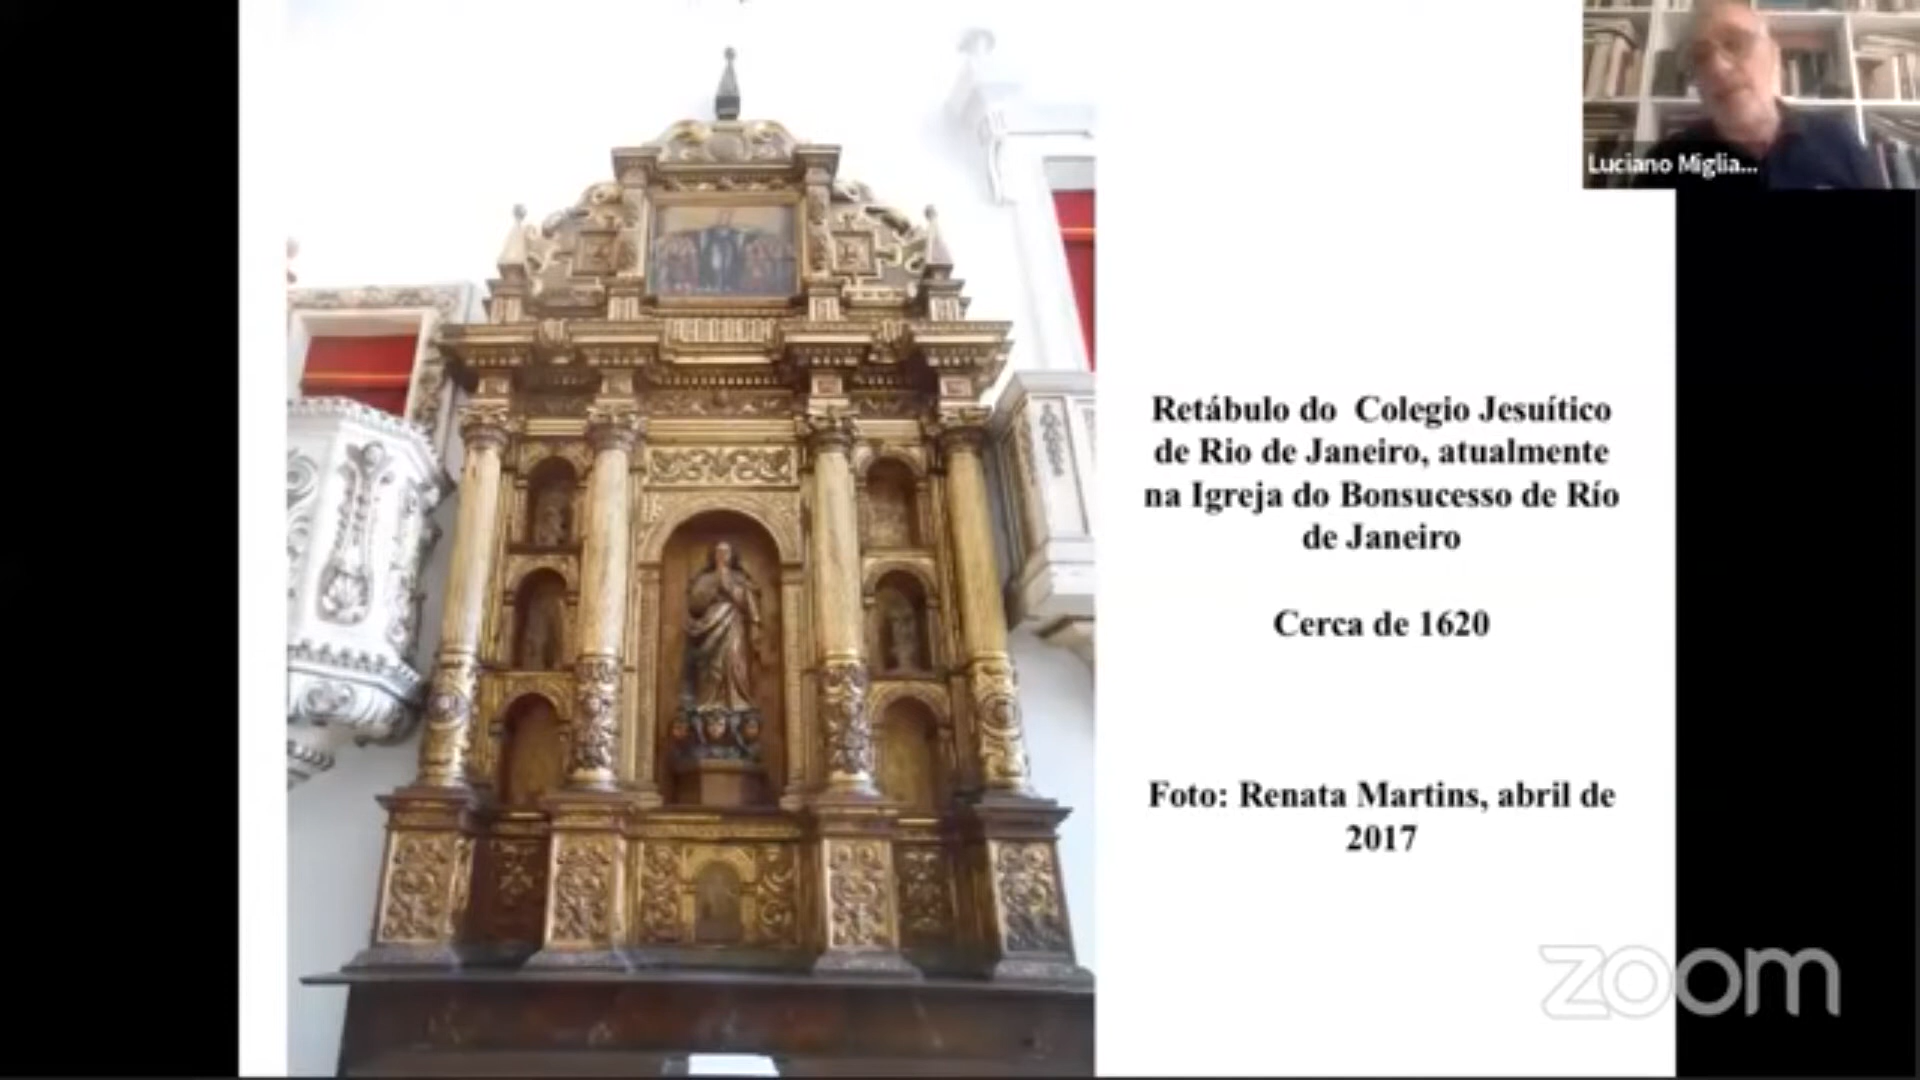 Luciano Miglia...
Retábulo do Colegio Jesuítico
de Rio de Janeiro, atualmente
na Igreja do Bonsucesso de Río
de Janeiro
Cerca de 1620
Foto: Renata Martins, abril de
2017
zoom